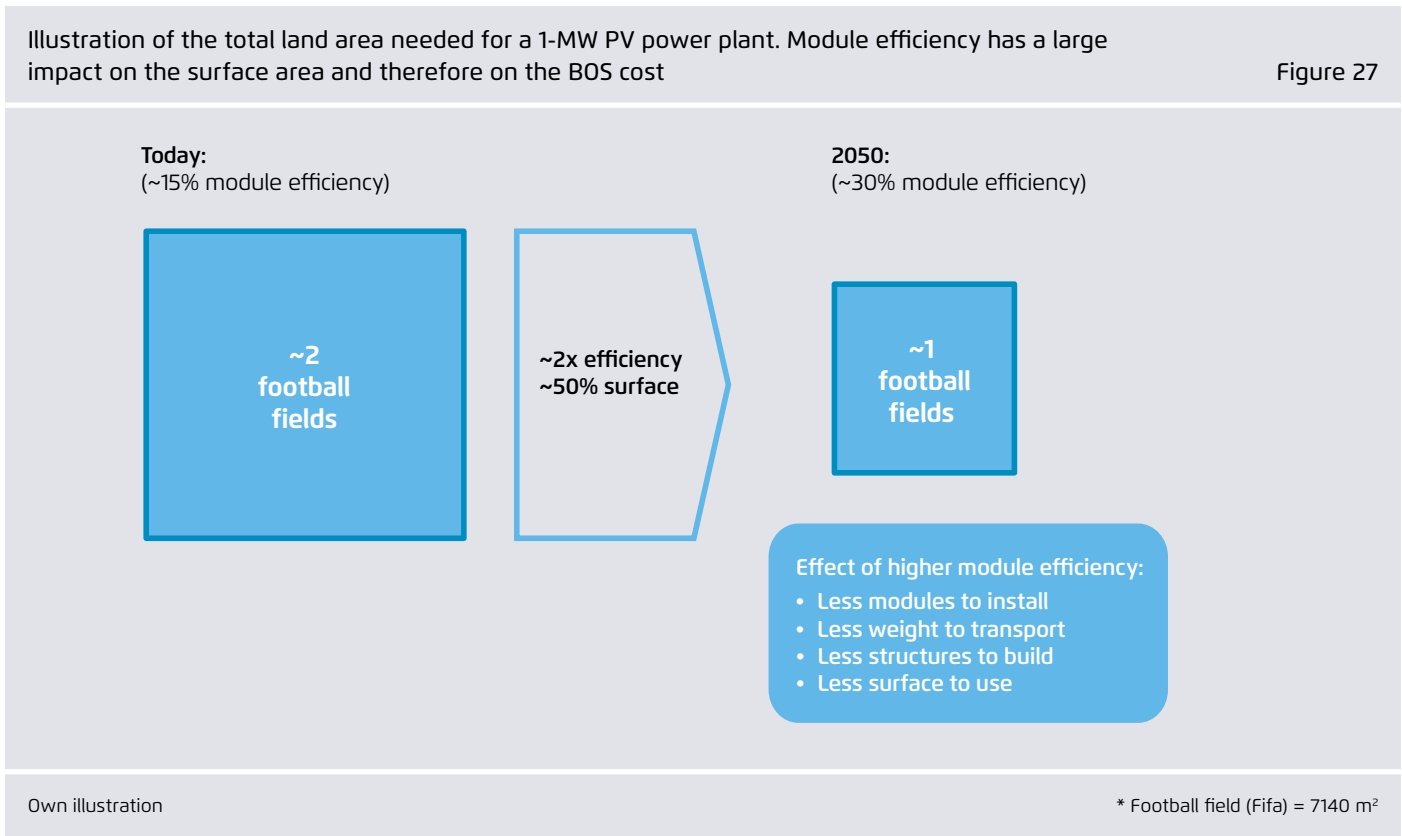 Illustration of the total land area needed for a 1-MW PV power plant. Module efficiency has a large
impact on the surface area and therefore on the BOS cost
Figure 27
Today:
(~15% module efficiency)
2050:
(~30% module efficiency)
~2
football
fields
~2x efficiency
~50% surface
~1
football
fields
Effect of higher module efficiency:
• Less modules to install
• Less weight to transport
• Less structures to build
• Less surface to use
Own illustration
* Football field (Fifa) = 7140 m²